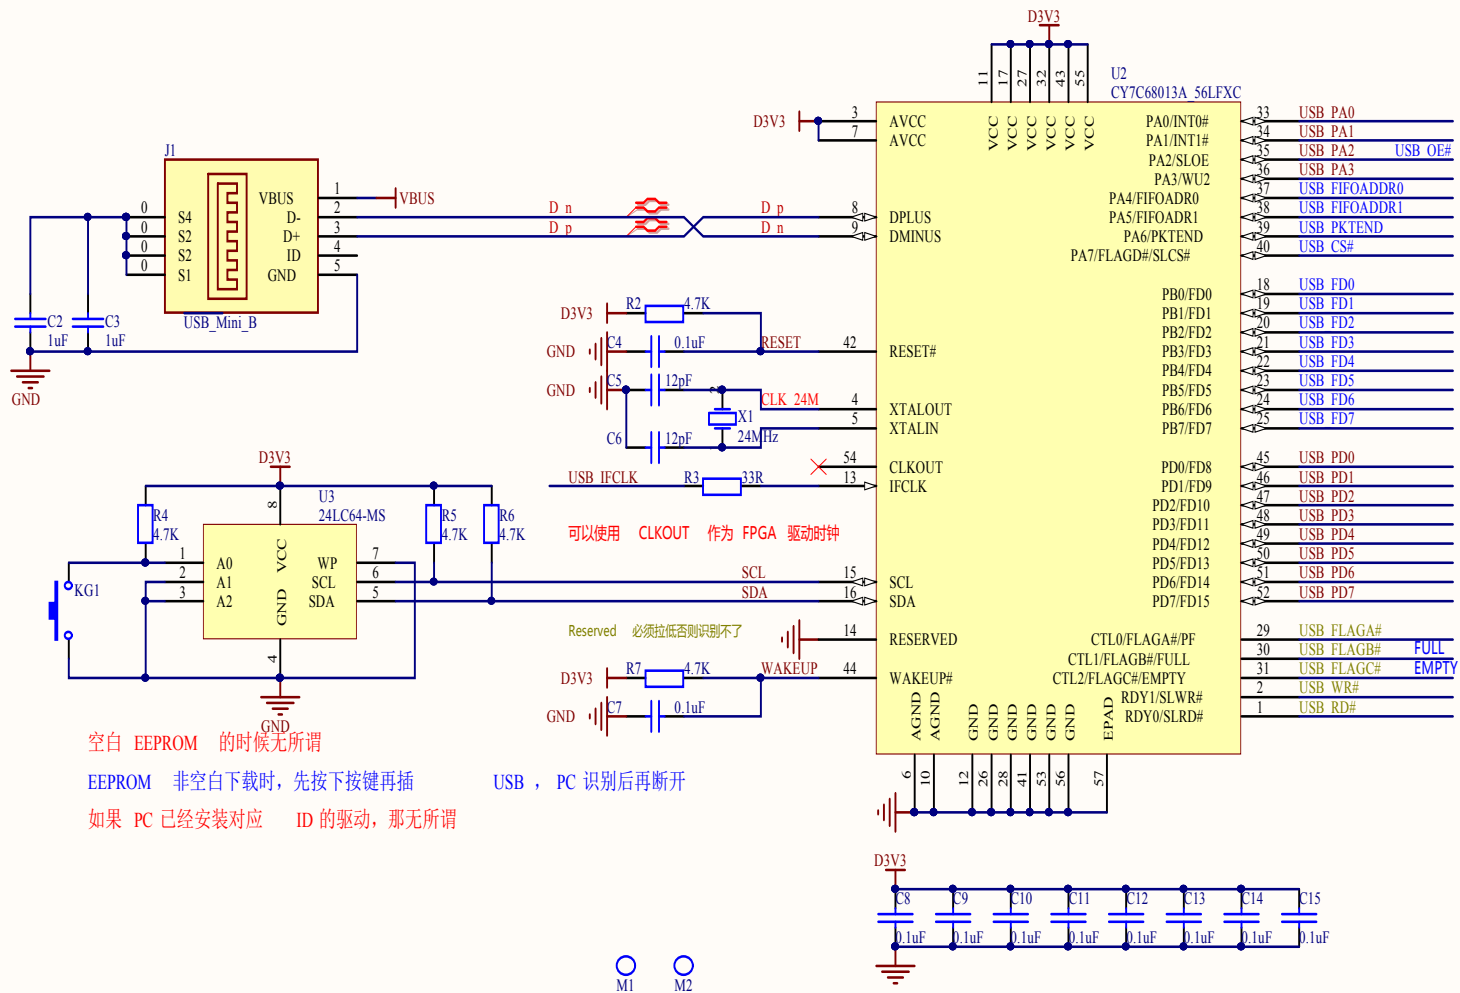 D3V3
11
17
27
32
43
55
U2
CY7C68013A_56LFXC
VCC
VCC
VCC
VCC
VCC
VCC
D3V3
3
AVCC
7
AVCC
PA0/INT0#
33
USB_PA0
PA1/INT1#
34
USB_PA1
PA2/SLOE
35
USB_PA2
USB_OE#
PA3/WU2
36
USB_PA3
PA4/FIFOADR0
37
USB_FIFOADDR0
PA5/FIFOADR1
38
USB_FIFOADDR1
PA6/PKTEND
39
USB_PKTEND
PA7/FLAGD#/SLCS#
40
USB_CS#
J1
VBUS
1
VBUS
0
S4
D-
2
D_n
D_p
8
DPLUS
0
S2
D+
3
D_p
D_n
9
DMINUS
0
S2
ID
4
0
S1
GND
5
USB_Mini_B
C2
1uF
C3
1uF
GND
PB0/FD0
18
USB_FD0
PB1/FD1
19
USB_FD1
PB2/FD2
20
USB_FD2
PB3/FD3
21
USB_FD3
PB4/FD4
22
USB_FD4
PB5/FD5
23
USB_FD5
PB6/FD6
24
USB_FD6
PB7/FD7
25
USB_FD7
D3V3
R2
4.7K
GND
C4
0.1uF
RESET
42
RESET#
GND
C5
12pF
2
CLK_24M
4
XTALOUT
X1
24MHz
5
XTALIN
C6
12pF
54
CLKOUT
USB_IFCLK
R3
33R
13
IFCLK
可以使用 CLKOUT 作为 FPGA 驱动时钟
PD0/FD8
45
USB_PD0
PD1/FD9
46
USB_PD1
PD2/FD10
47
USB_PD2
PD3/FD11
48
USB_PD3
PD4/FD12
49
USB_PD4
PD5/FD13
50
USB_PD5
PD6/FD14
51
USB_PD6
PD7/FD15
52
USB_PD7
D3V3
R4
4.7K
U3
24LC64-MS
8
R5
4.7K
R6
4.7K
1
A0
VCC
WP
7
2
A1
SCL
6
SCL
15
SCL
3
A2
GND
SDA
5
SDA
16
SDA
KG1
4
GND
Reserved 必须拉低否则识别不了
14
RESERVED
D3V3
R7
4.7K
WAKEUP
44
WAKEUP#
GND
C7
0.1uF
CTL0/FLAGA#/PF
29
USB_FLAGA#
CTL1/FLAGB#/FULL
30
USB_FLAGB#
FULL
CTL2/FLAGC#/EMPTY
31
USB_FLAGC#
EMPTY
RDY1/SLWR#
2
USB_WR#
RDY0/SLRD#
1
USB_RD#
AGND
AGND
GND
GND
GND
GND
GND
GND
EPAD
6
10
12
26
28
41
53
56
57
空白 EEPROM 的时候无所谓
EEPROM 非空白下载时，先按下按键再插 USB ， PC 识别后再断开
如果 PC 已经安装对应 ID 的驱动，那无所谓
D3V3
C8
C9
C10
C11
C12
C13
C14
C15
0.1uF
0.1uF
0.1uF
0.1uF
0.1uF
0.1uF
0.1uF
0.1uF
M1
M2